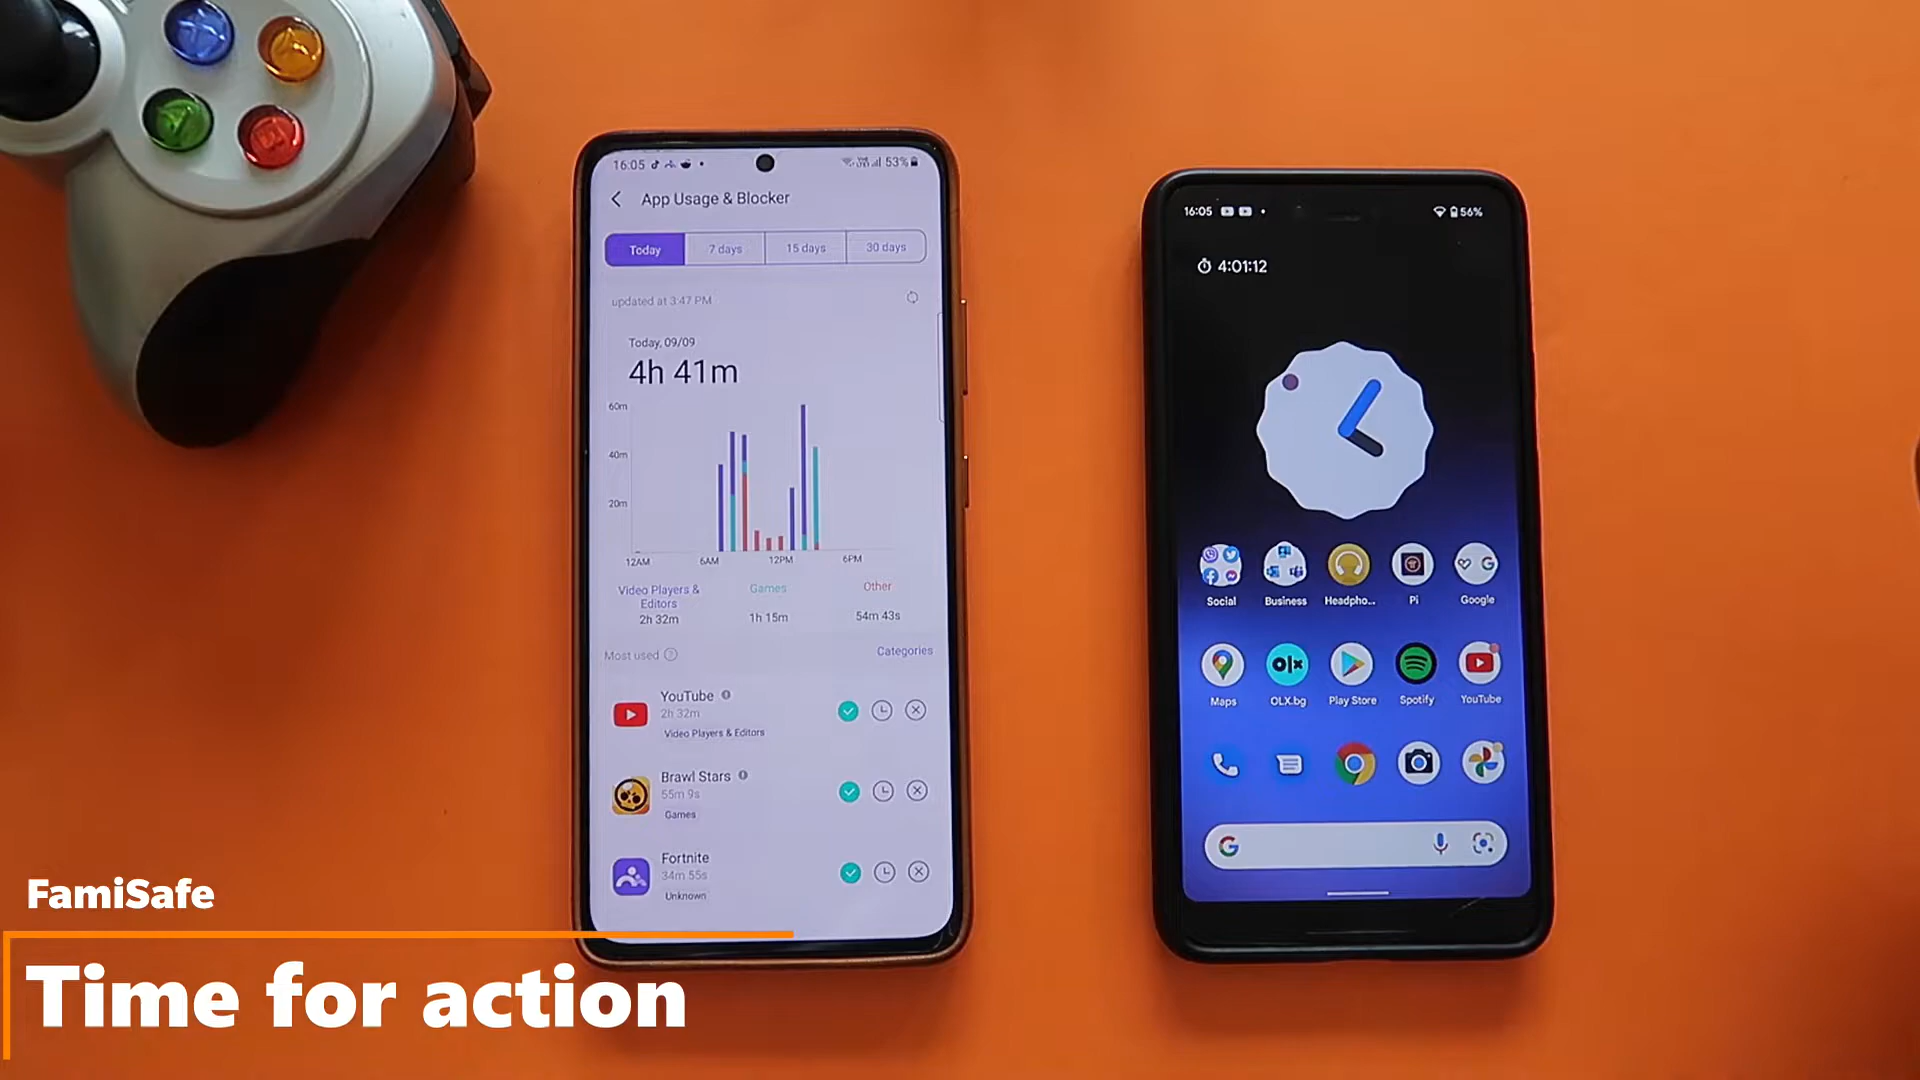 16:05
53%
App Usage & Blocker
Today 7 days 15 days 30 days
updated at 3:47 PM
Today, 09/09
4h 41m
60m
40m
20m
12AM 6AM 12PM 6PM
Video Players & Editors
2h 32m
Games
1h 15m
Other
54m 43s
Most used
Categories
YouTube
2h 32m
Video Players & Editors
Brawl Stars
55m 9s
Games
Fortnite
34m 55s
Unknown
16:05
56%
4:01:12
Social Business Headpho... Pi Google
OLX
Maps OLX.bg Play Store Spotify YouTube
FamiSafe
Time for action